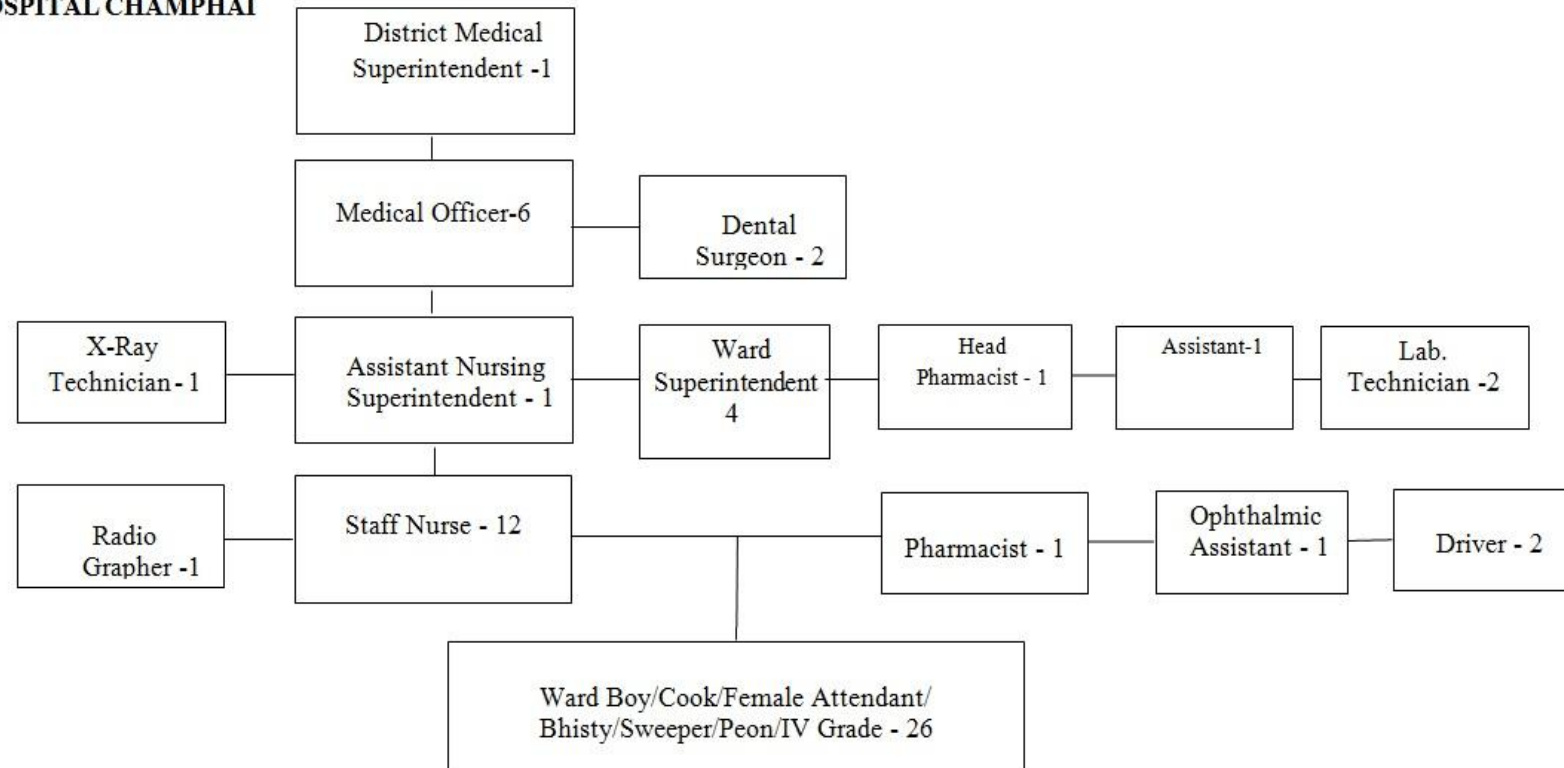 HOSPITAL CHAMPHAI
District Medical
Superintendent -1
Medical Officer-6
Dental
Surgeon - 2
X-Ray
Technician - 1
Assistant Nursing
Superintendent - 1
Ward
Superintendent
4
Head
Pharmacist - 1
Assistant-1
Lab.
Technician -2
Radio
Grapher -1
Staff Nurse - 12
Pharmacist - 1
Ophthalmic
Assistant - 1
Driver - 2
Ward Boy/Cook/Female Attendant/
Bhisty/Sweeper/Peon/IV Grade - 26